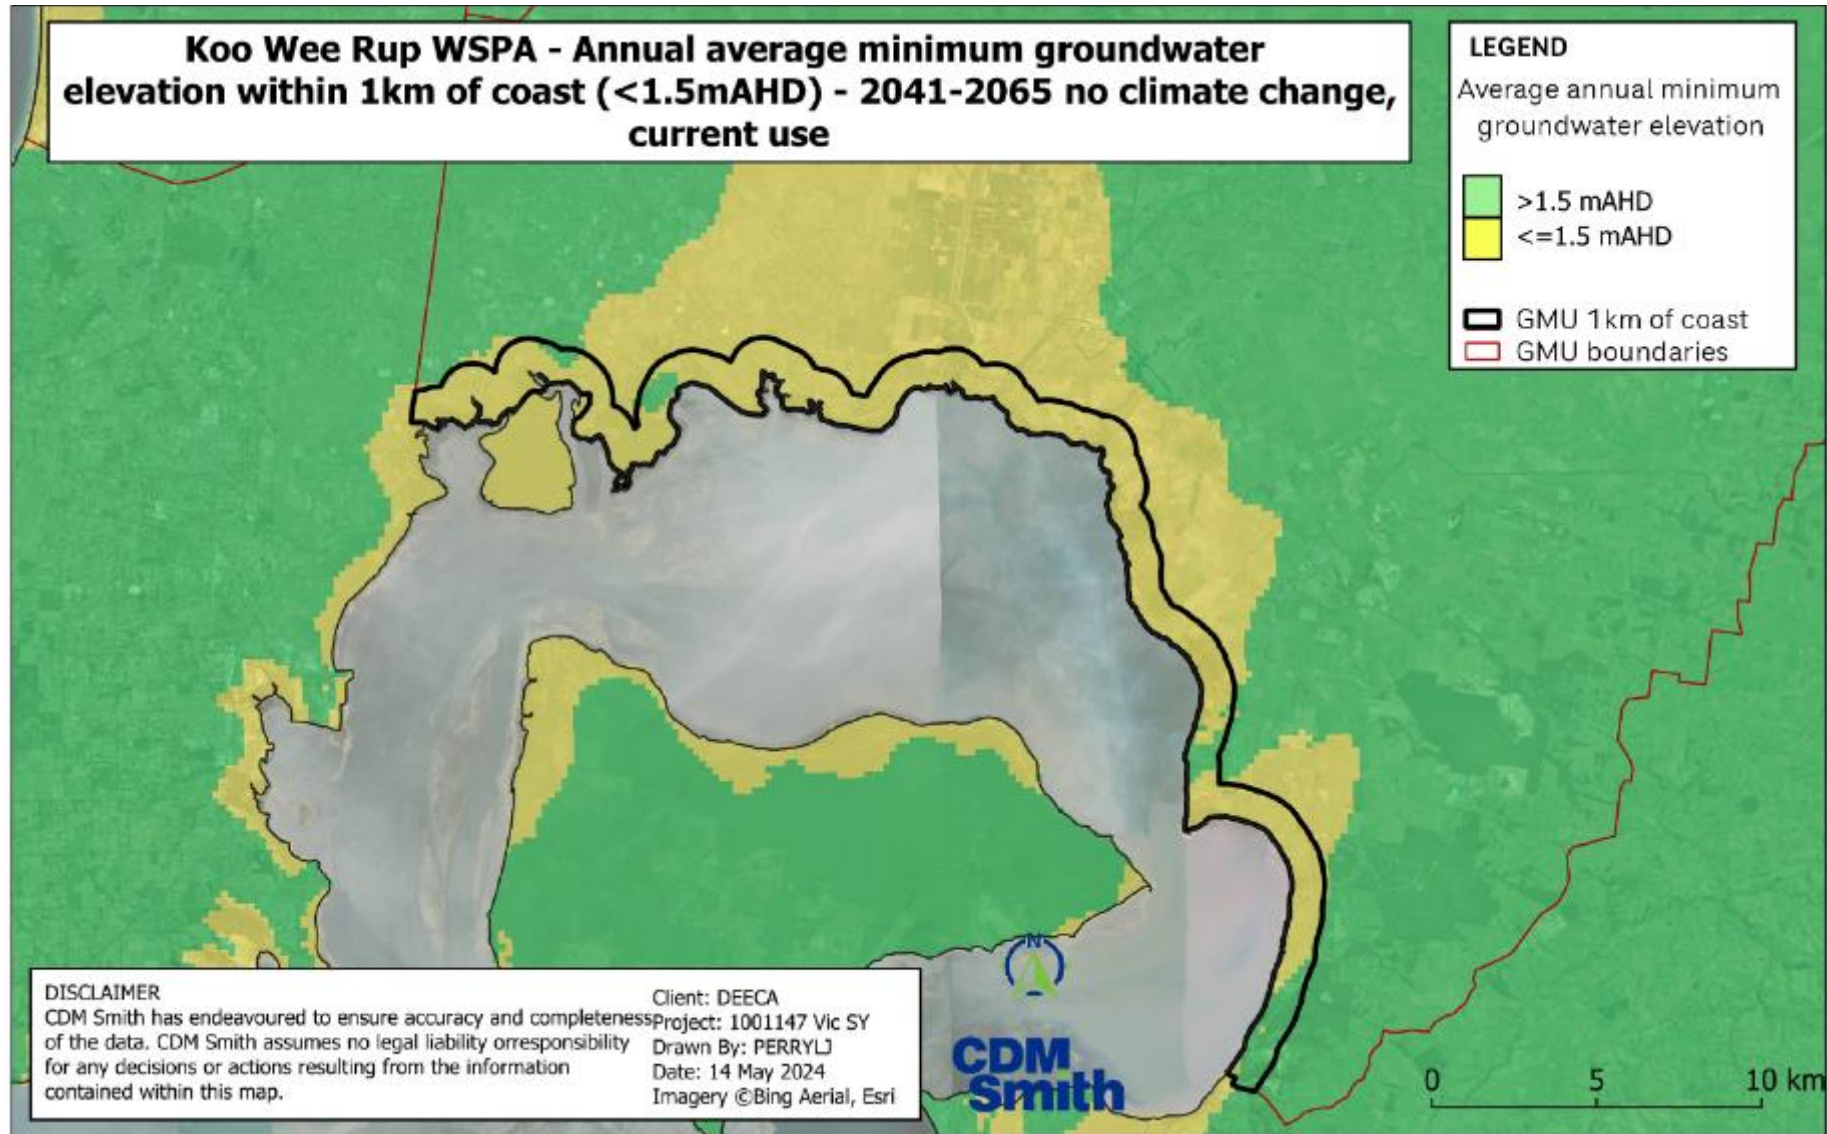 Koo Wee Rup WSPA - Annual average minimum groundwater
elevation within 1km of coast (<1.5mAHD) - 2041-2065 no climate change,
current use
LEGEND
Average annual minimum
groundwater elevation
>1.5 mAHD
<=1.5 mAHD
GMU 1km of coast
GMU boundaries
DISCLAIMER
CDM Smith has endeavoured to ensure accuracy and completeness
of the data. CDM Smith assumes no legal liability orresponsibility
for any decisions or actions resulting from the information
contained within this map.
Client: DEECA
Project: 1001147 Vic SY
Drawn By: PERRYLJ
Date: 14 May 2024
Imagery ©Bing Aerial, Esri
N
CDM
Smith
0 5 10 km